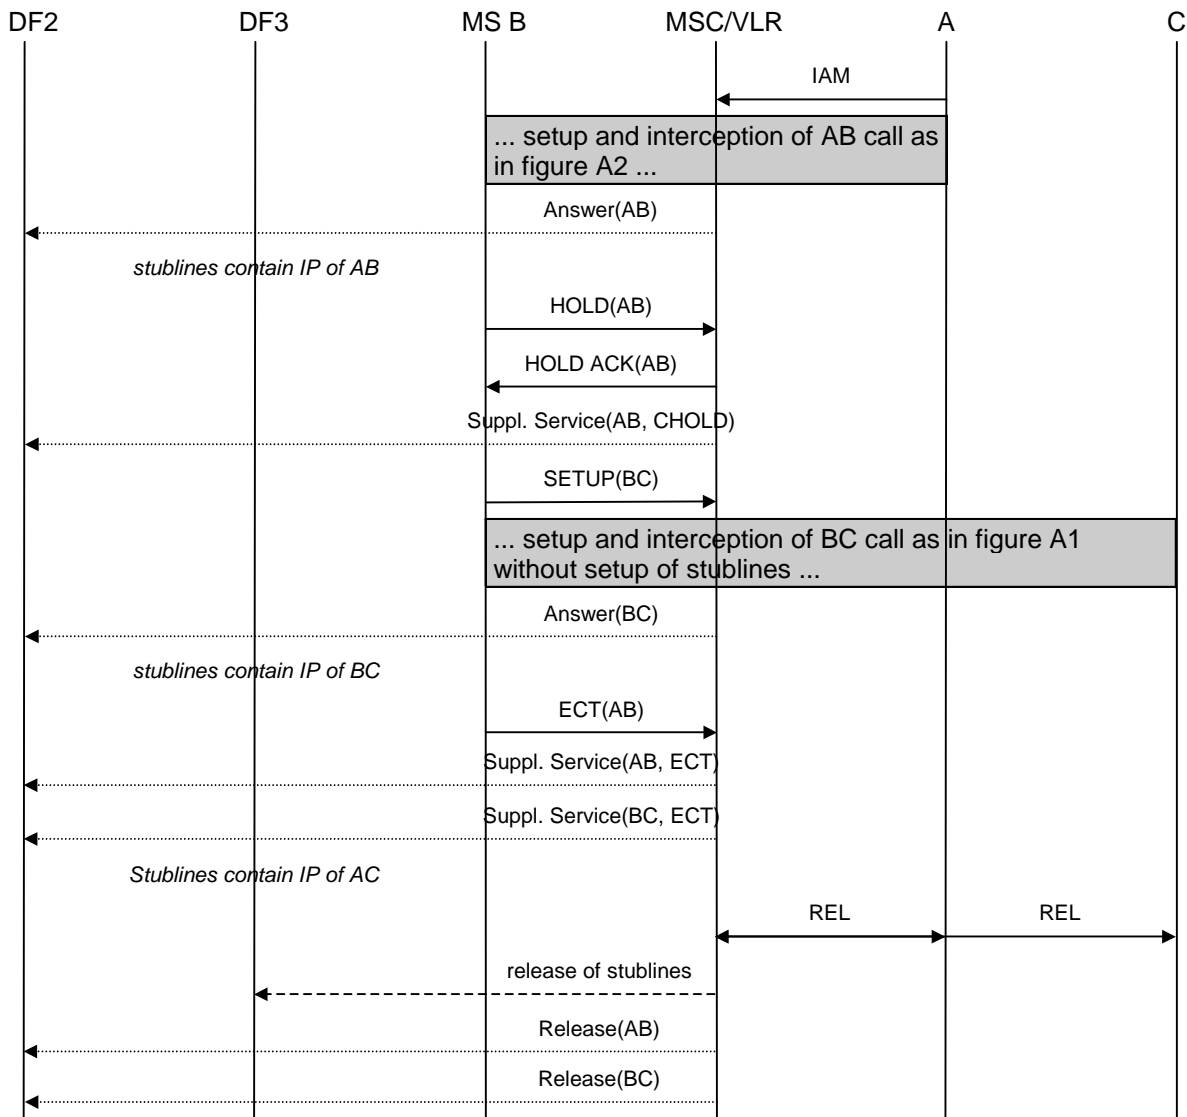 DF2 DF3 MS B MSC/VLR A C
IAM
... setup and interception of AB call as
in figure A2 ...
Answer(AB)
stublines contain IP of AB
HOLD(AB)
HOLD ACK(AB)
Suppl. Service(AB, CHOLD)
SETUP(BC)
... setup and interception of BC call as in figure A1
without setup of stublines ...
Answer(BC)
stublines contain IP of BC
ECT(AB)
Suppl. Service(AB, ECT)
Suppl. Service(BC, ECT)
Stublines contain IP of AC
REL REL
release of stublines
Release(AB)
Release(BC)